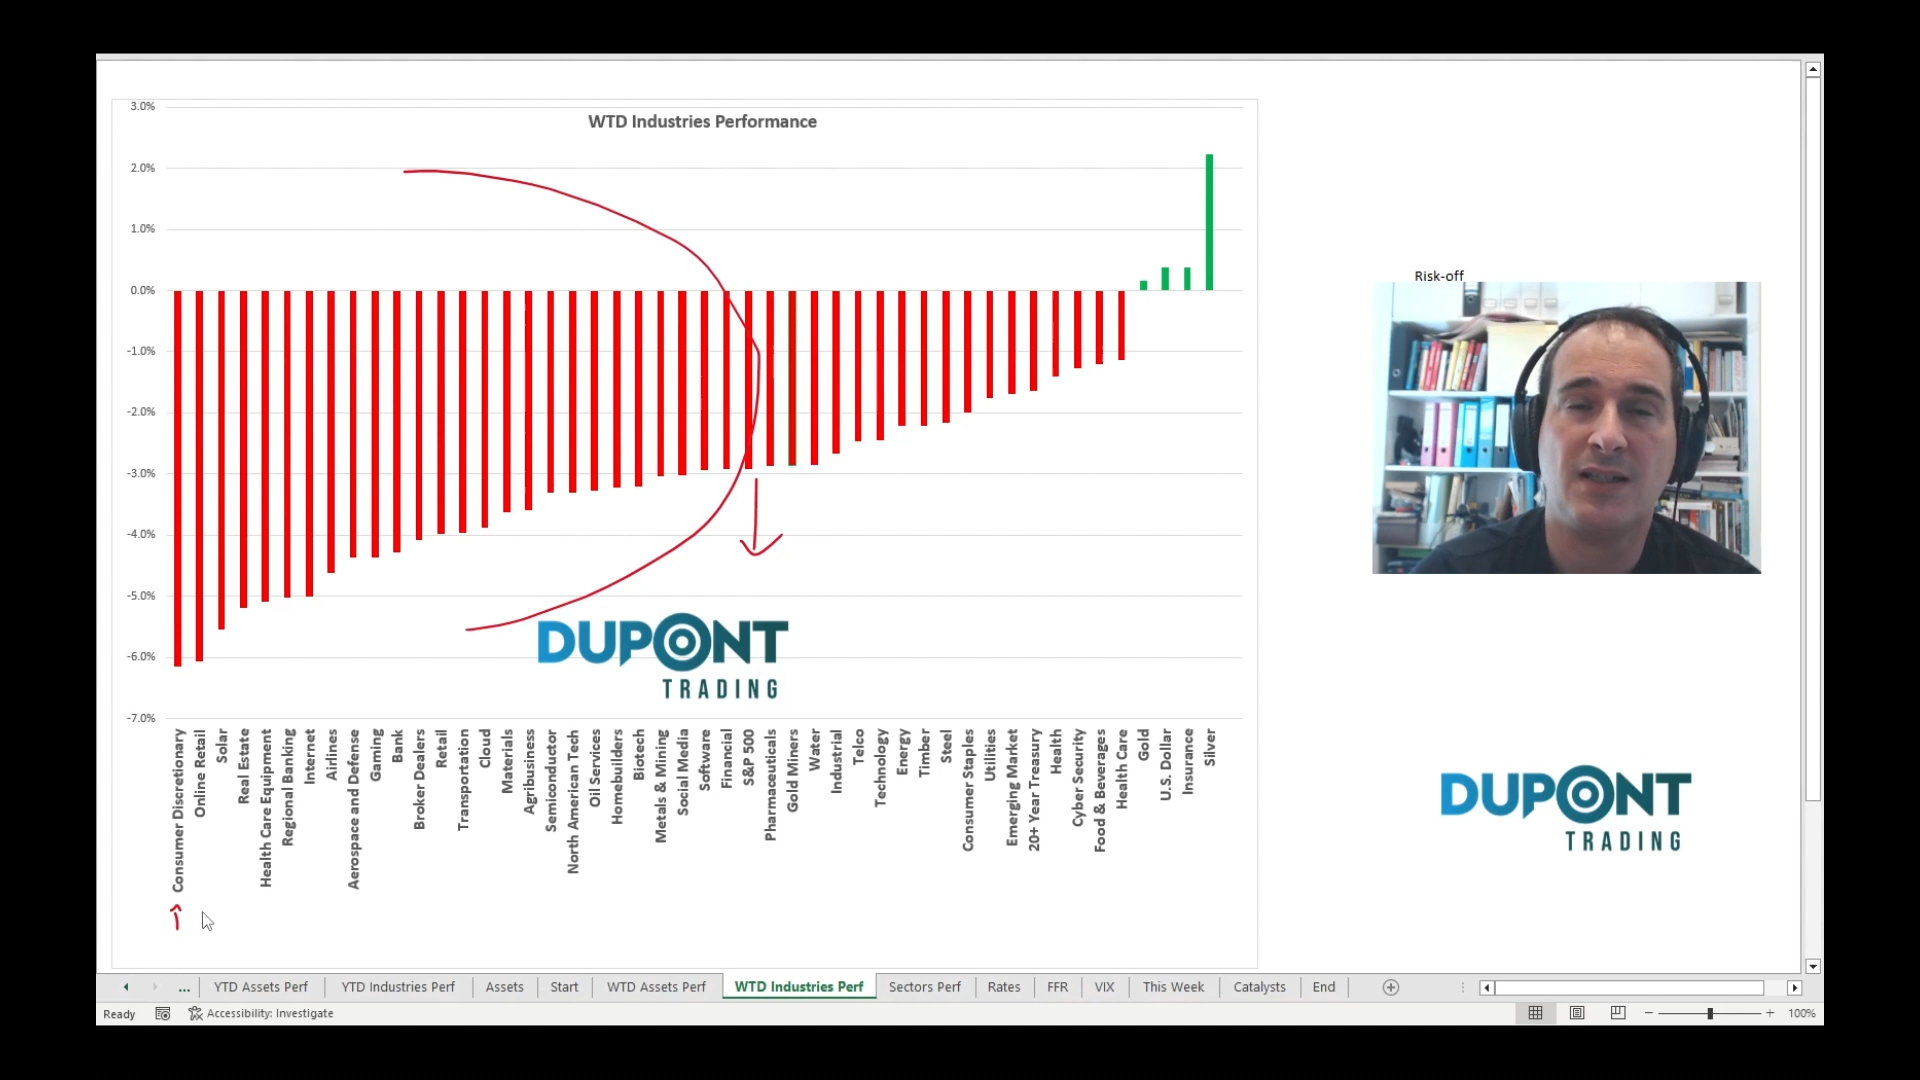 3.0%
WTD Industries Performance
2.0%
1.0%
Risk-off
0.0%
-1.0%
-2.0%
-3.0%
-4.0%
-5.0%
-6.0%
-7.0%
DUPONT
TRADING
Consumer Discretionary
Online Retail
Solar
Real Estate
Health Care Equipment
Regional Banking
Internet
Airlines
Aerospace and Defense
Gaming
Bank
Broker Dealers
Retail
Transportation
Cloud
Materials
Agribusiness
Semiconductor
North American Tech
Oil Services
Homebuilders
Biotech
Metals & Mining
Social Media
Software
Financial
S&P 500
Pharmaceuticals
Gold Miners
Water
Industrial
Telco
Technology
Energy
Timber
Steel
Consumer Staples
Utilities
Emerging Market
20+ Year Treasury
Health
Cyber Security
Food & Beverages
Health Care
Gold
U.S. Dollar
Insurance
Silver
DUPONT
TRADING
... YTD Assets Perf YTD Industries Perf Assets Start WTD Assets Perf WTD Industries Perf Sectors Perf Rates FFR VIX This Week Catalysts End
Ready Accessibility: Investigate 100%